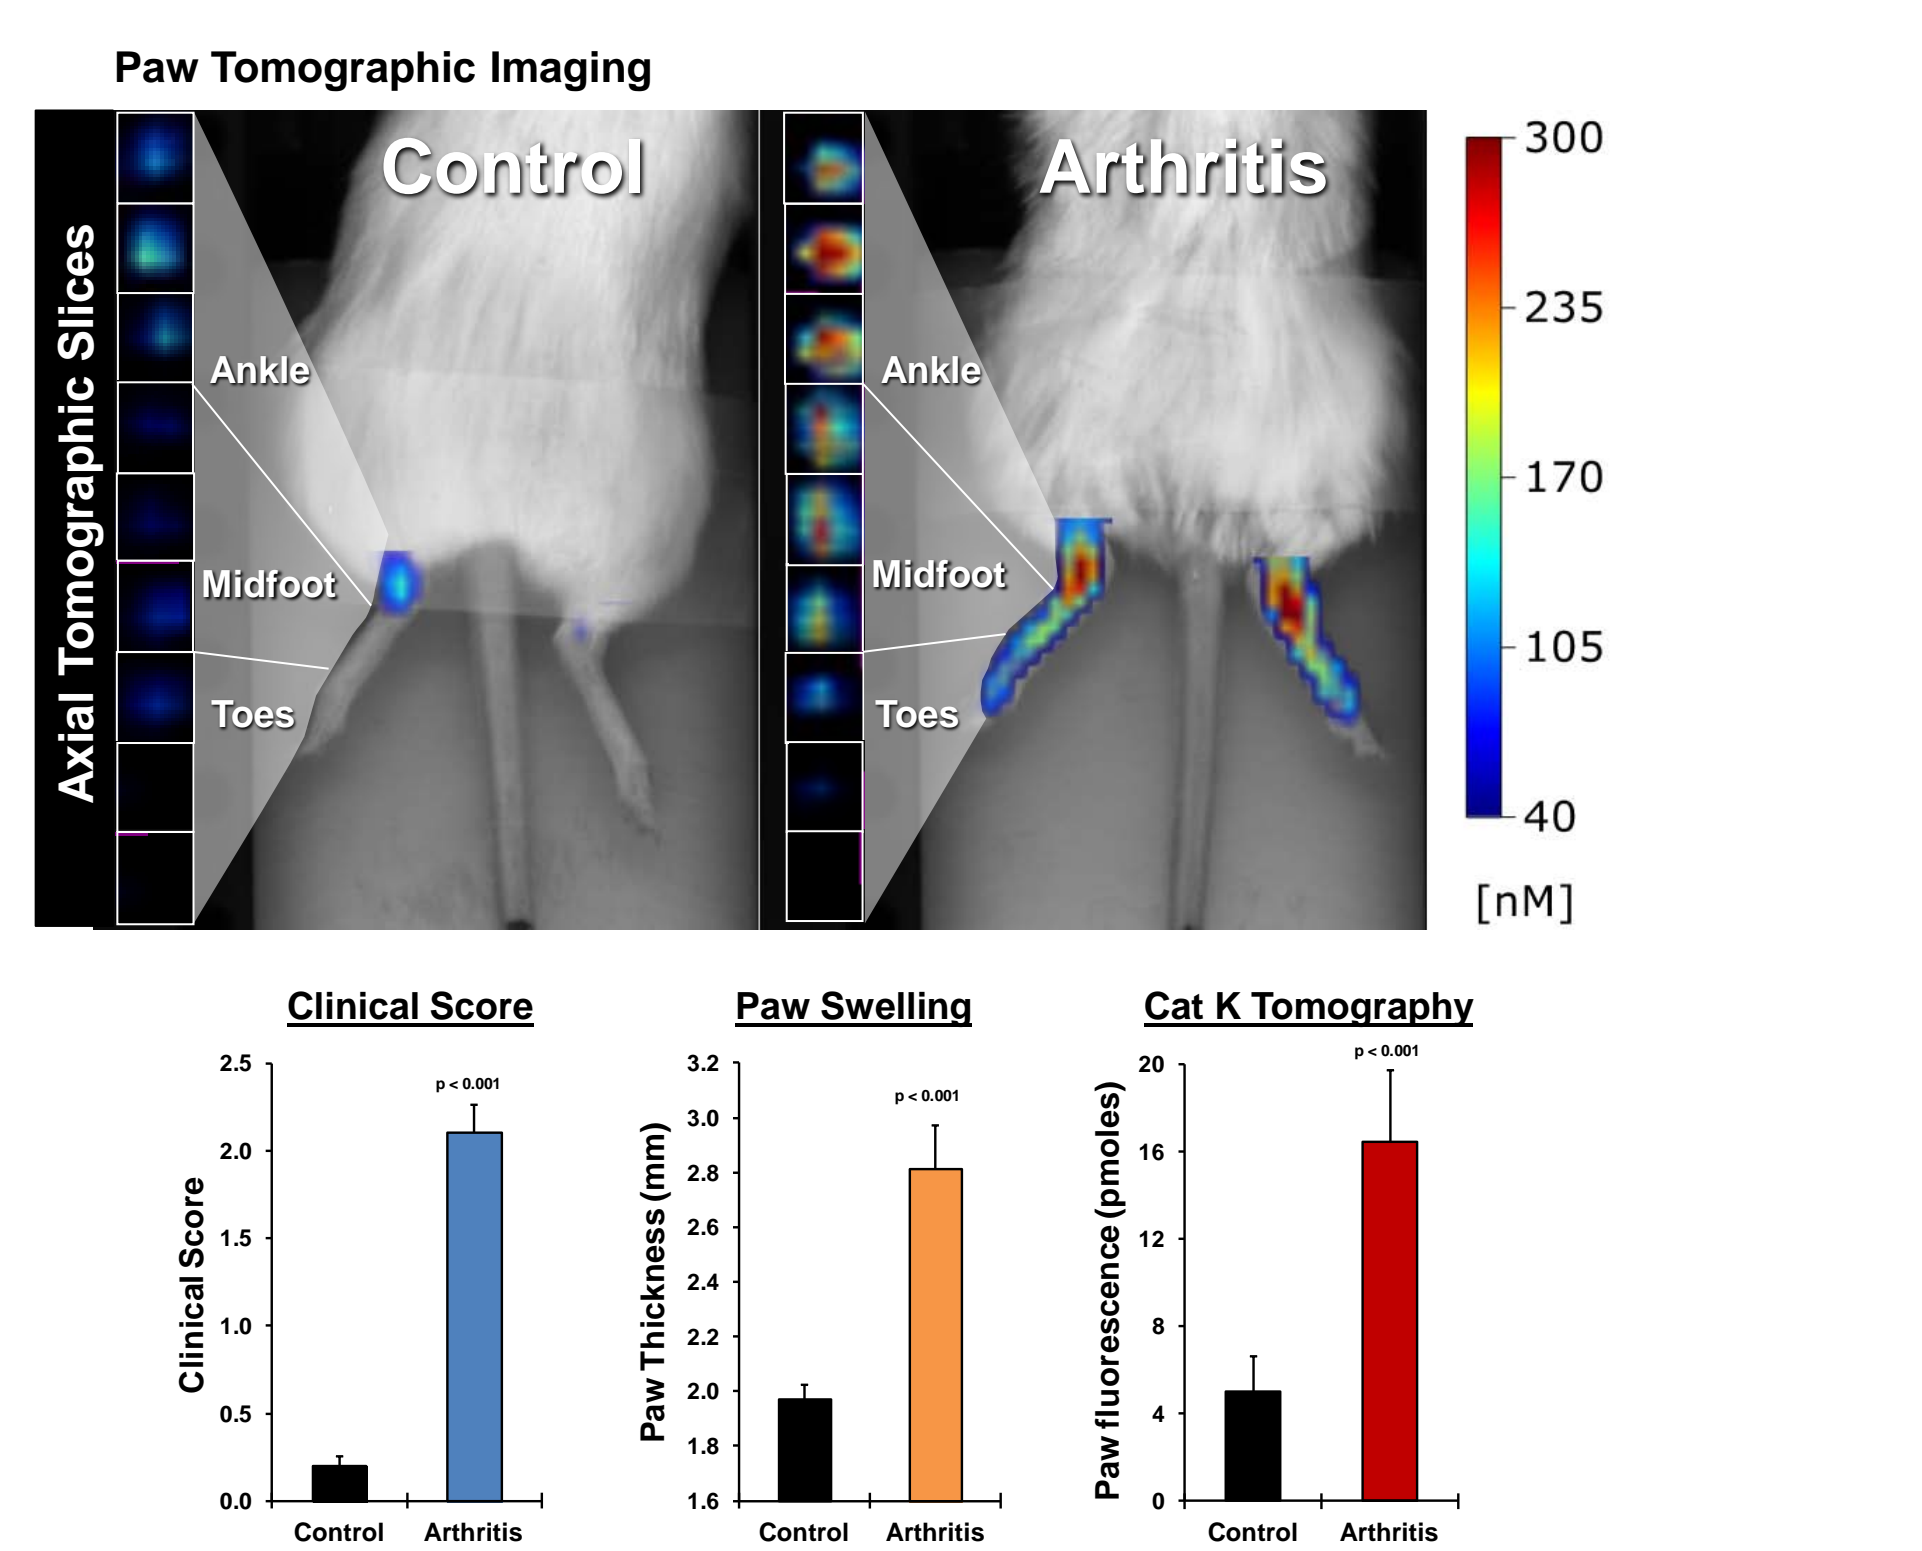 Paw Tomographic Imaging
Axial Tomographic Slices
Control
Ankle
Midfoot
Toes
Arthritis
Ankle
Midfoot
Toes
300
235
170
105
40
[nM]
Clinical Score
Clinical Score
2.5
2.0
1.5
1.0
0.5
0.0
p < 0.001
Control
Arthritis
Paw Swelling
Paw Thickness (mm)
3.2
3.0
2.8
2.6
2.4
2.2
2.0
1.8
1.6
p < 0.001
Control
Arthritis
Cat K Tomography
Paw fluorescence (pmoles)
20
16
12
8
4
0
p < 0.001
Control
Arthritis